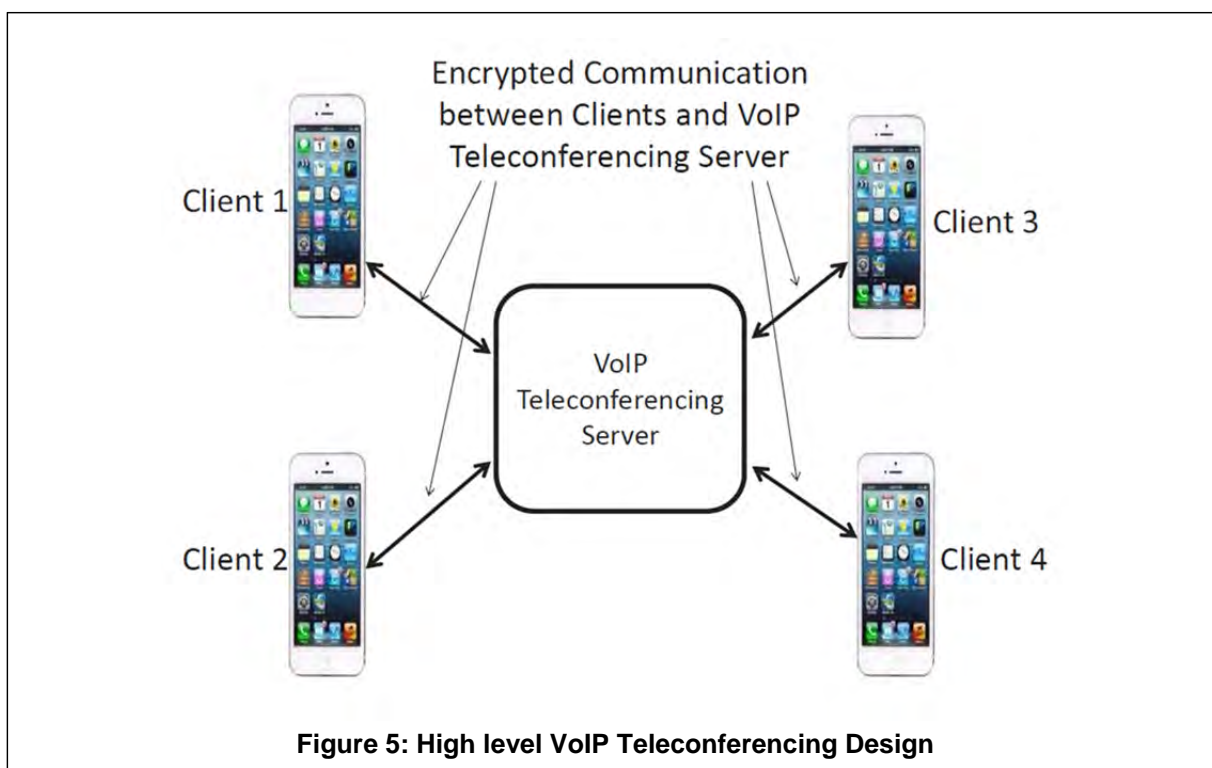 Encrypted Communication
between Clients and VoIP
Teleconferencing Server
Client 1
Client 3
VoIP
Teleconferencing
Server
Client 2
Client 4
Figure 5: High level VoIP Teleconferencing Design